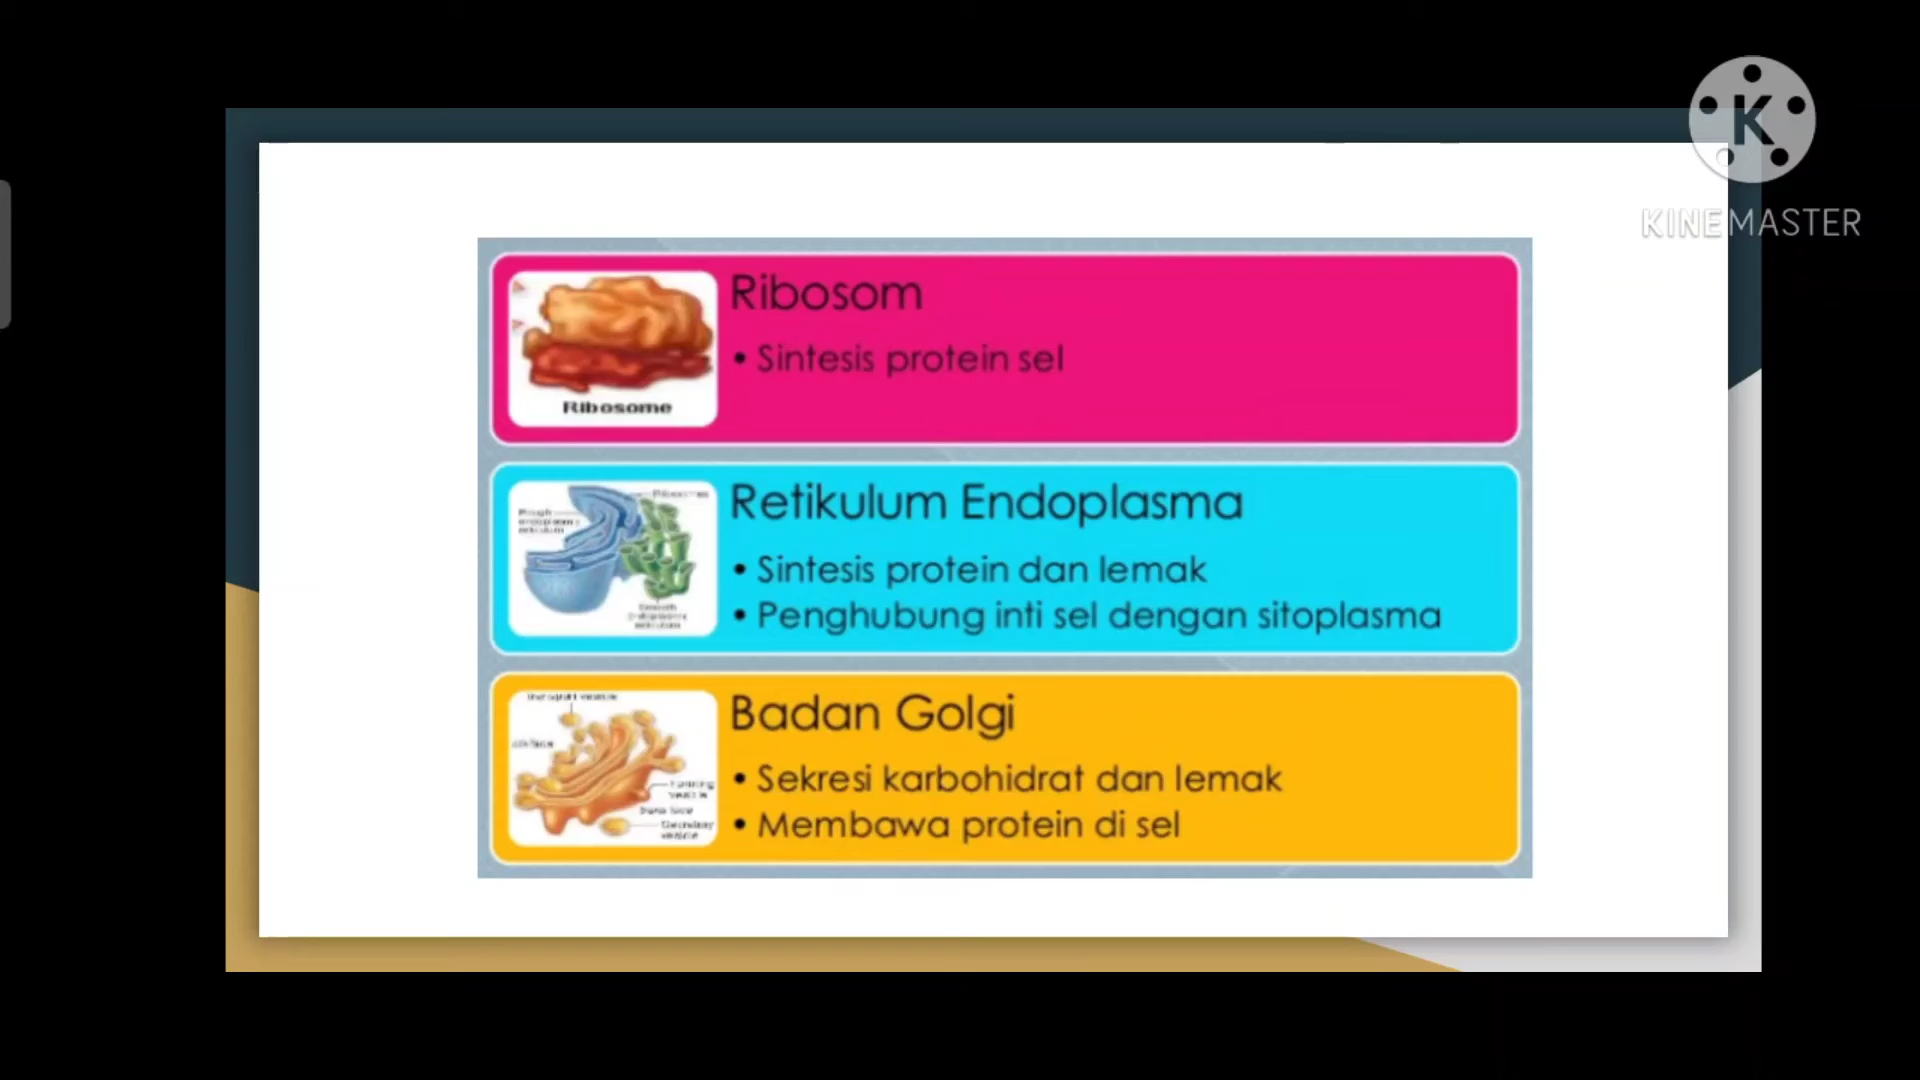 K
KINEMASTER
Ribosom
• Sintesis protein sel
Ribosome
Retikulum Endoplasma
• Sintesis protein dan lemak
• Penghubung inti sel dengan sitoplasma
Badan Golgi
• Sekresi karbohidrat dan lemak
• Membawa protein di sel